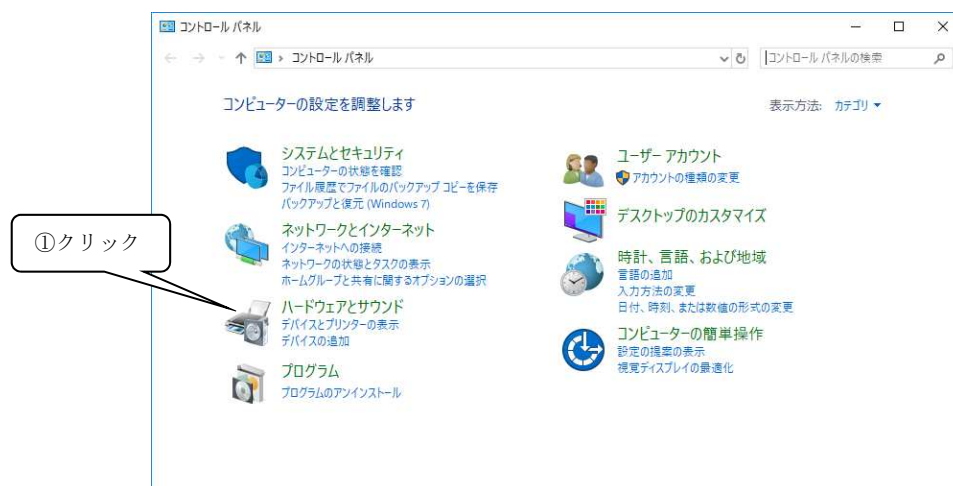 コントロール パネル
コントロール パネル
コントロール パネルの検索
コンピューターの設定を調整します
表示方法: カテゴリ
システムとセキュリティ
コンピューターの状態を確認
ファイル履歴でファイルのバックアップ コピーを保存
バックアップと復元 (Windows 7)
ネットワークとインターネット
インターネットへの接続
ネットワークの状態とタスクの表示
ホームグループと共有に関するオプションの選択
①クリック
ハードウェアとサウンド
デバイスとプリンターの表示
デバイスの追加
プログラム
プログラムのアンインストール
ユーザー アカウント
アカウントの種類の変更
デスクトップのカスタマイズ
時計、言語、および地域
言語の追加
入力方法の変更
日付、時刻、または数値の形式の変更
コンピューターの簡単操作
設定の提案の表示
視覚ディスプレイの最適化